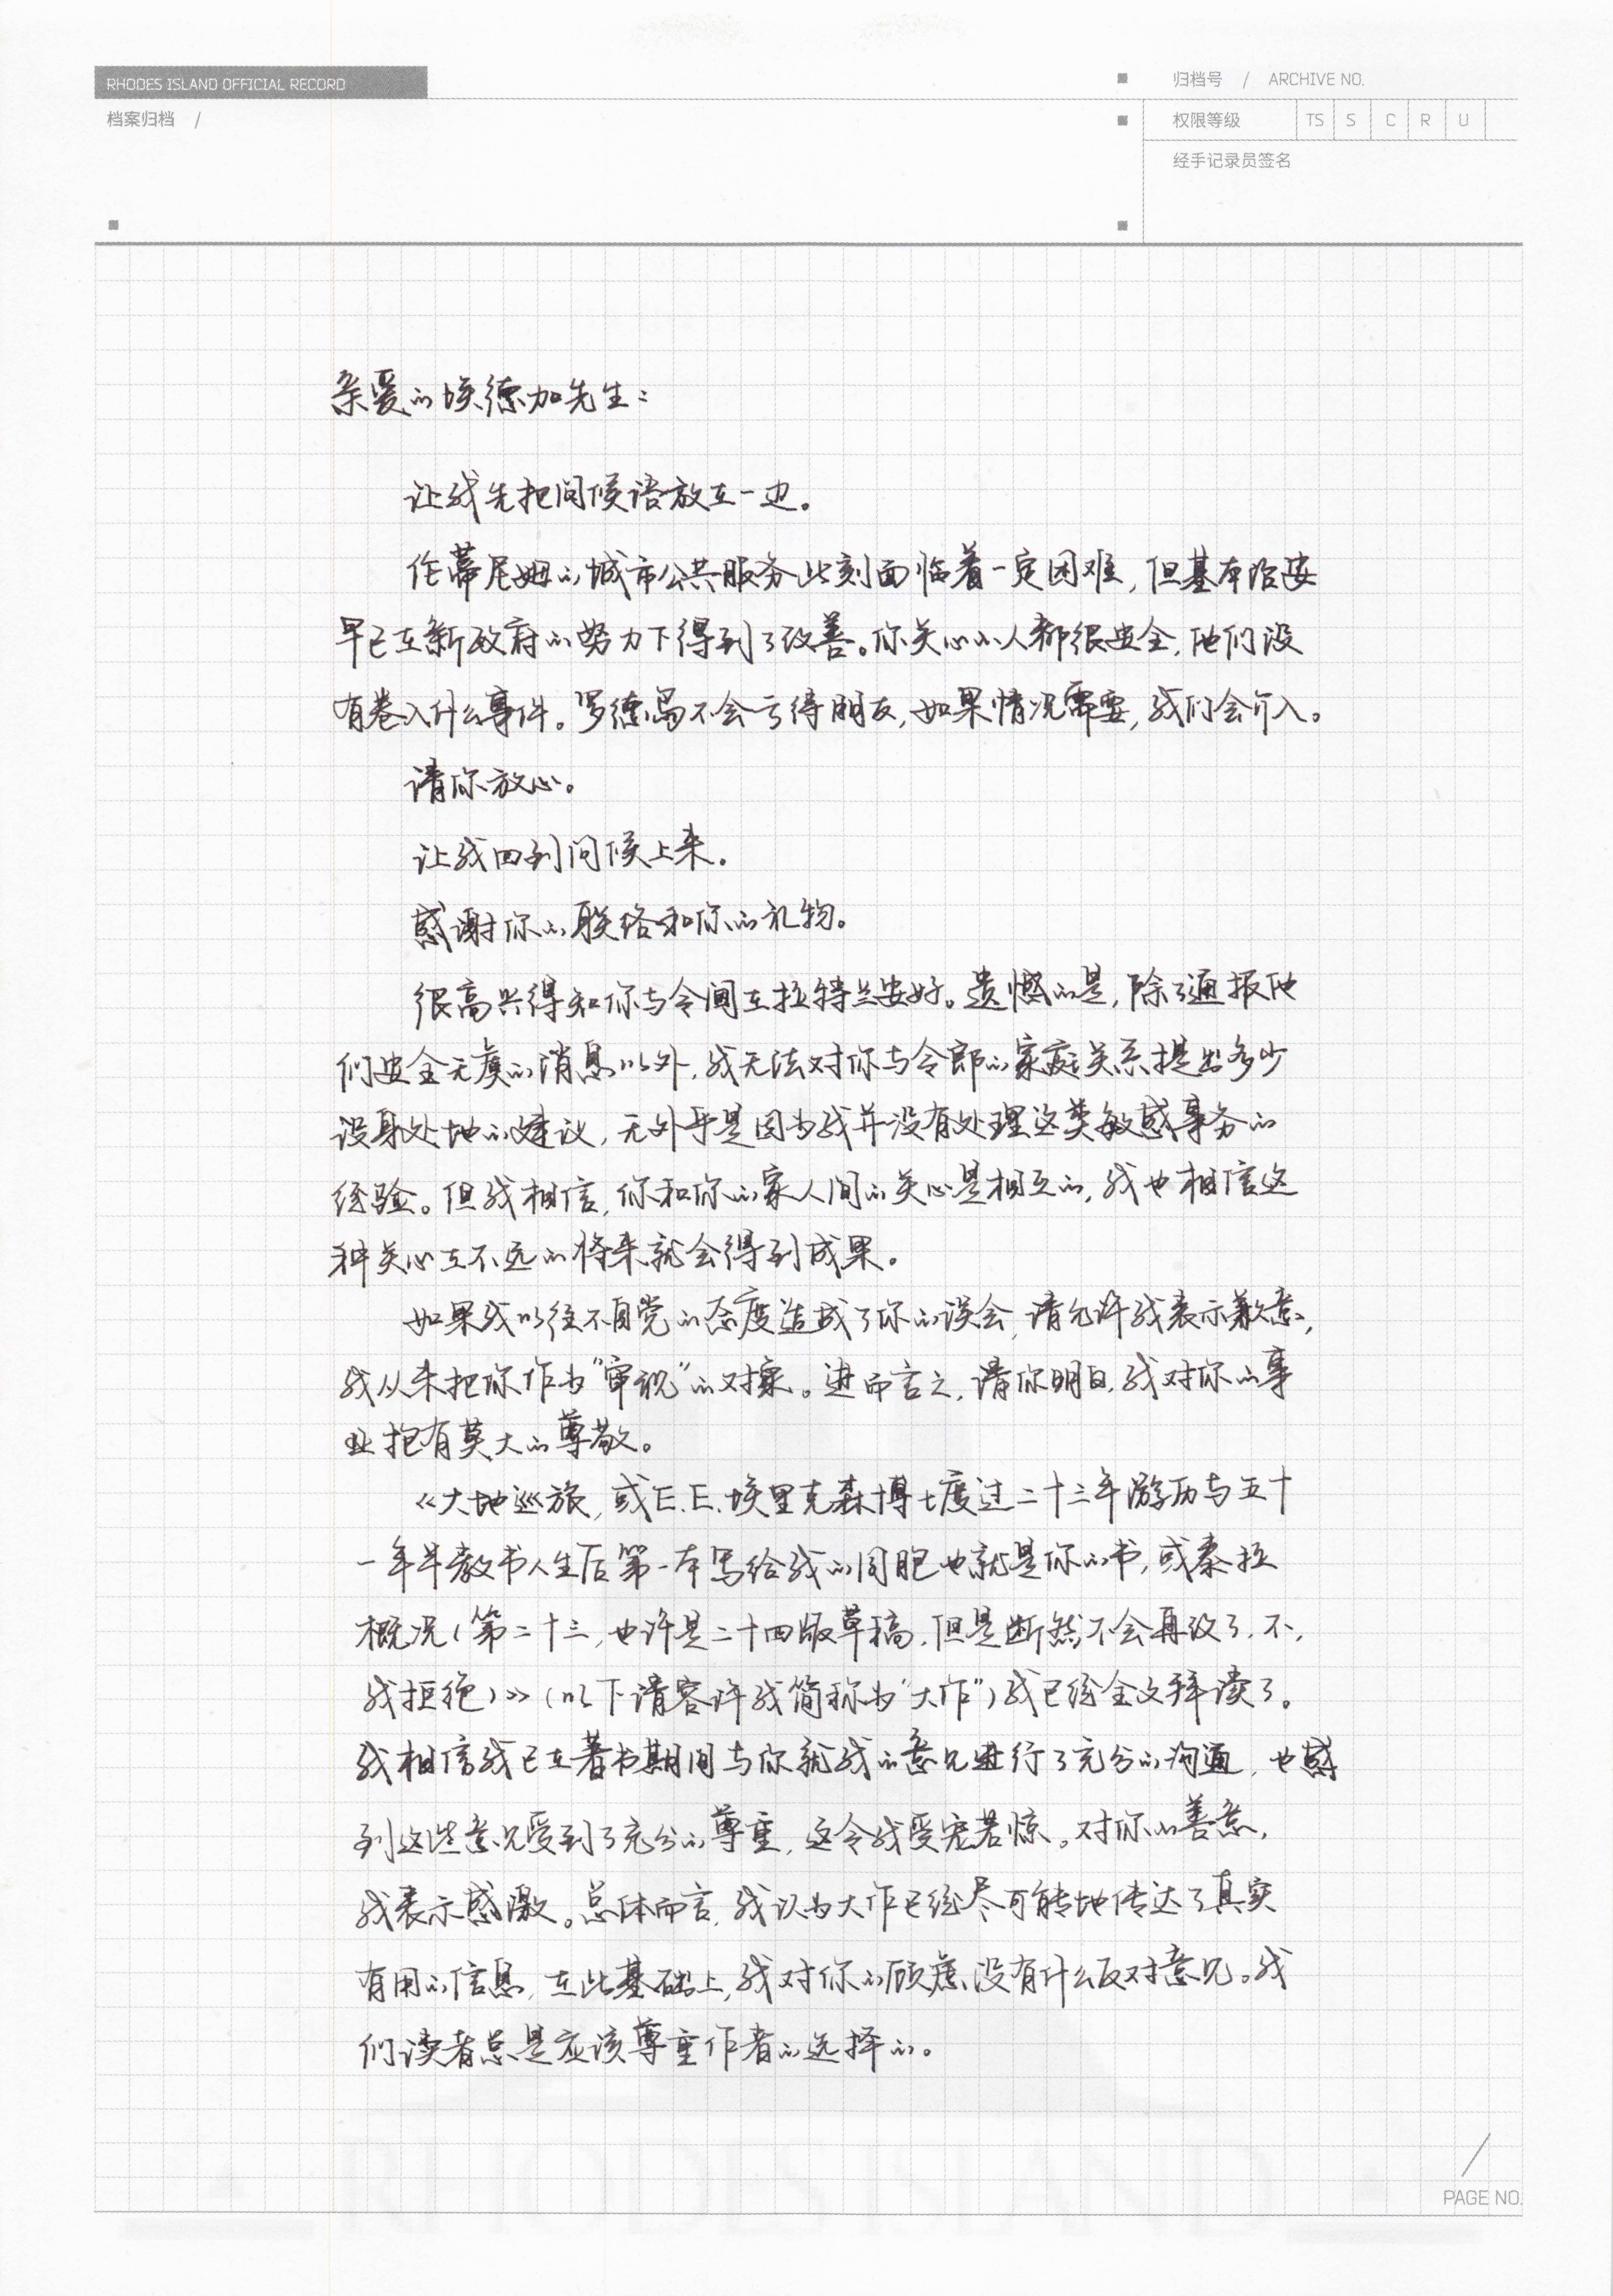 RHODES ISLAND OFFICIAL RECORD
归档号 / ARCHIVE NO.
档案归档 /
权限等级 TS S C R U
经手记录员签名
亲爱的埃德加先生：
让我先把问候语放在一边。
伦蒂尼姆的城市公共服务此刻面临着一定困难，但基本治安
早已在新政府的努力下得到了改善。你关心的人都很安全，他们没
有卷入什么事件。罗德岛不会亏待朋友，如果情况需要，我们会介入。
请你放心。
让我回到问候上来。
感谢你的联络和你的礼物。
很高兴得知你与令阃在拉特兰安好。遗憾的是，除了通报他
们安全无虞的消息以外，我无法对你与令郎的家庭关系提出多少
设身处地的建议，无外乎是因为我并没有处理这类敏感事务的
经验。但我相信，你和你的家人间的关心是相互的，我也相信这
种关心在不远的将来就会得到成果。
如果我以往不自觉的态度造成了你的误会，请允许我表示歉意，
我从未把你作为“审视”的对象。进而言之，请你明白，我对你的事
业抱有莫大的尊敬。
《大地巡旅，或E.E.埃里克森博士度过二十三年游历与五十
一年半教书人生后第一本写给我的同胞也就是你的书，或泰拉
概况（第二十三，也许是二十四版草稿，但是断然不会再改了，不，
我拒绝）》（以下请容许我简称为“大作”）我已经全文拜读了。
我相信我已在著书期间与你就我的意见进行了充分的沟通，也感
到这些意见受到了充分的尊重，这令我受宠若惊。对你的善意，
我表示感激。总体而言，我认为大作已经尽可能地传达了真实
有用的信息，在此基础上，我对你的顾虑没有什么反对意见。我
们读者总是应该尊重作者的选择的。
RHODES ISLAND
PAGE NO.